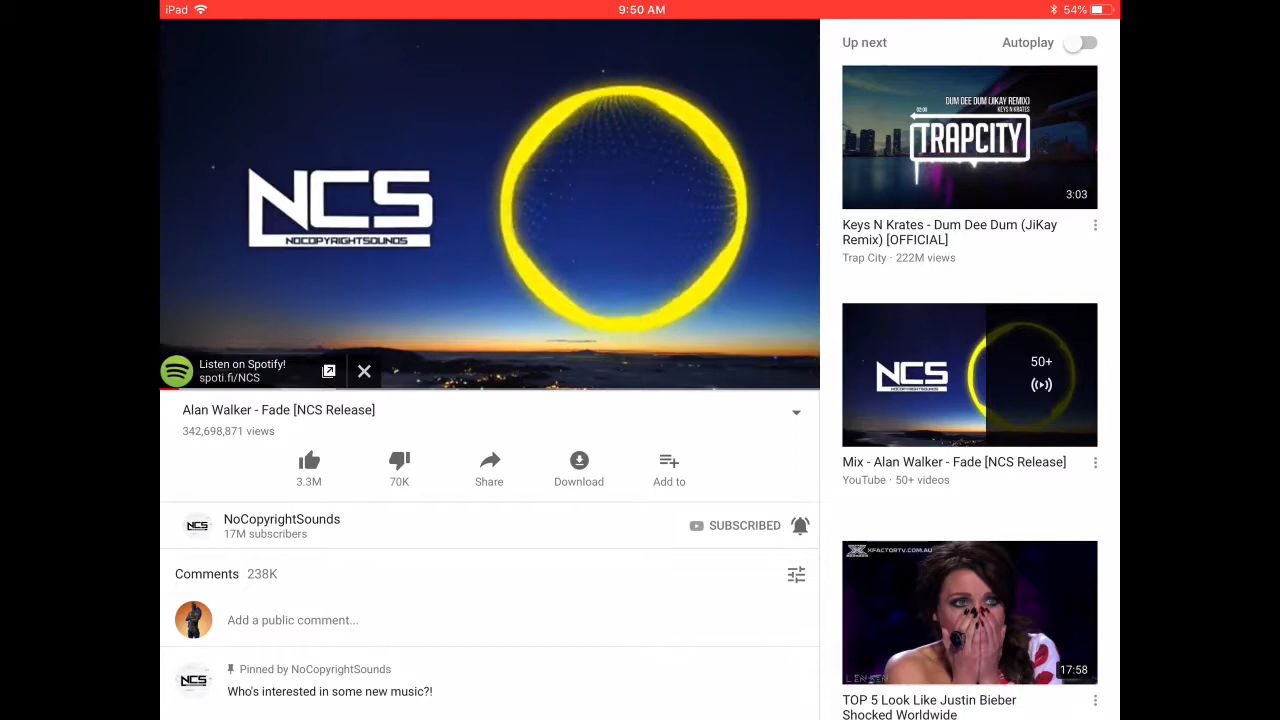 iPad
9:50 AM
54%
NCS
NOCOPYRIGHTSOUNDS
Listen on Spotify!
spoti.fi/NCS
Alan Walker - Fade [NCS Release]
342,698,871 views
3.3M
70K
Share
Download
Add to
NCS
NoCopyrightSounds
17M subscribers
SUBSCRIBED
Comments 238K
Add a public comment...
NCS
Pinned by NoCopyrightSounds
Who's interested in some new music?!
Up next
Autoplay
DUM DEE DUM (JIKAY REMIX)
KEYS N KRATES
02:08
TRAPCITY
3:03
Keys N Krates - Dum Dee Dum (JiKay
Remix) [OFFICIAL]
Trap City · 222M views
NCS
NOCOPYRIGHTSOUNDS
50+
Mix - Alan Walker - Fade [NCS Release]
YouTube · 50+ videos
XFACTORTV.COM.AU
17:58
TOP 5 Look Like Justin Bieber
Shocked Worldwide